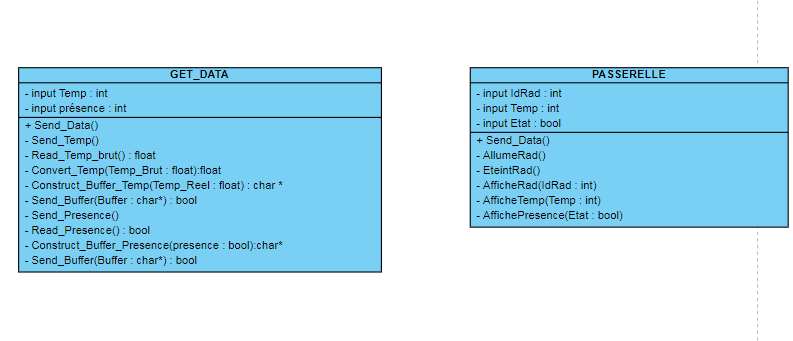 GET_DATA
- input Temp : int
- input présence : int
+ Send_Data()
- Send_Temp()
- Read_Temp_brut() : float
- Convert_Temp(Temp_Brut : float):float
- Construct_Buffer_Temp(Temp_Reel : float) : char *
- Send_Buffer(Buffer : char*) : bool
- Send_Presence()
- Read_Presence() : bool
- Construct_Buffer_Presence(presence : bool):char*
- Send_Buffer(Buffer : char*) : bool
PASSERELLE
- input IdRad : int
- input Temp : int
- input Etat : bool
+ Send_Data()
- AllumeRad()
- EteintRad()
- AfficheRad(IdRad : int)
- AfficheTemp(Temp : int)
- AffichePresence(Etat : bool)